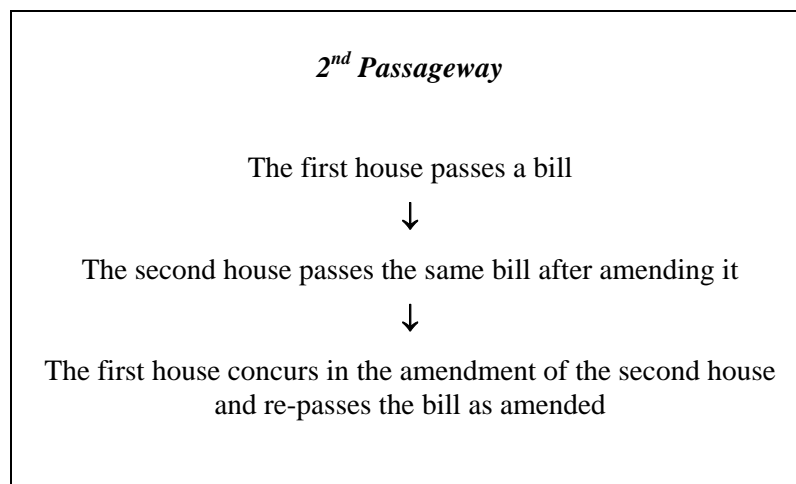 2nd Passageway
The first house passes a bill
↓
The second house passes the same bill after amending it
↓
The first house concurs in the amendment of the second house
and re-passes the bill as amended